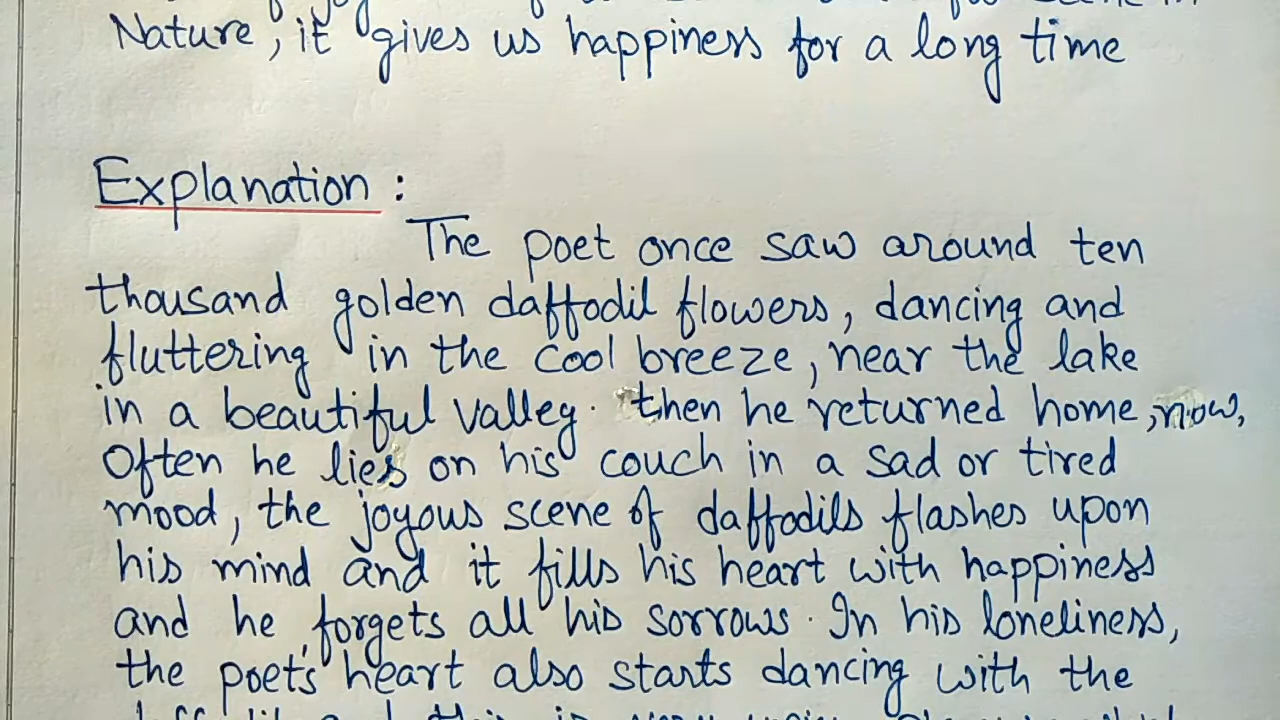 Nature, it gives us happiness for a long time
Explanation :
The poet once saw around ten
thousand golden daffodil flowers, dancing and
fluttering in the cool breeze, near the lake
in a beautiful valley. then he returned home, now,
Often he lies on his couch in a sad or tired
mood, the joyous scene of daffodils flashes upon
his mind and it fills his heart with happiness
and he forgets all his sorrows. In his loneliness,
the poet's heart also starts dancing with the